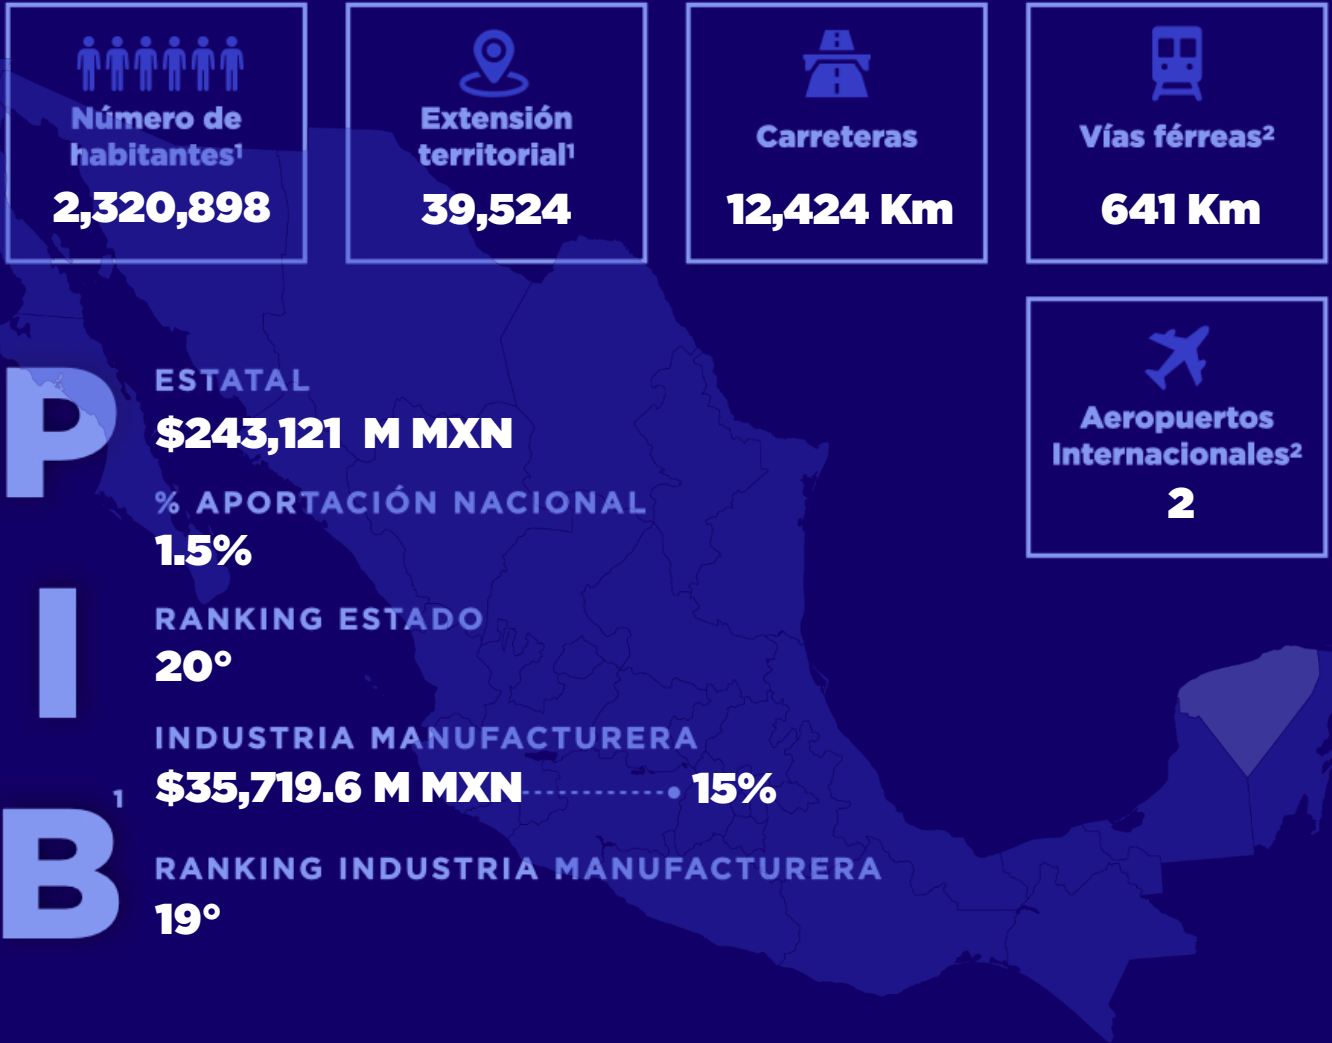 Número de
habitantes¹
2,320,898
Extensión
territorial¹
39,524
Carreteras
12,424 Km
Vías férreas²
641 Km
Aeropuertos
Internacionales²
2
PIB¹
ESTATAL
$243,121 M MXN
% APORTACIÓN NACIONAL
1.5%
RANKING ESTADO
20°
INDUSTRIA MANUFACTURERA
$35,719.6 M MXN 15%
RANKING INDUSTRIA MANUFACTURERA
19°